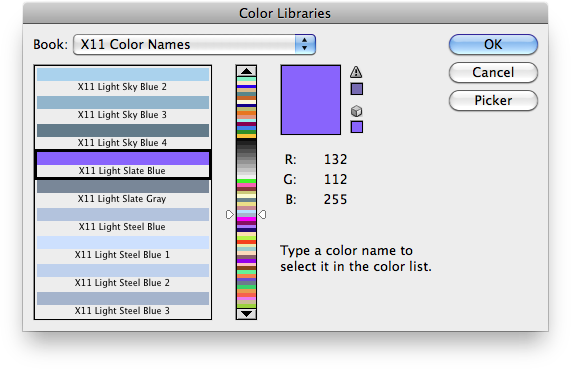 Color Libraries
Book: X11 Color Names
OK
Cancel
Picker
X11 Light Sky Blue 2
X11 Light Sky Blue 3
X11 Light Sky Blue 4
X11 Light Slate Blue
X11 Light Slate Gray
X11 Light Steel Blue
X11 Light Steel Blue 1
X11 Light Steel Blue 2
X11 Light Steel Blue 3
R: 132
G: 112
B: 255
Type a color name to
select it in the color list.